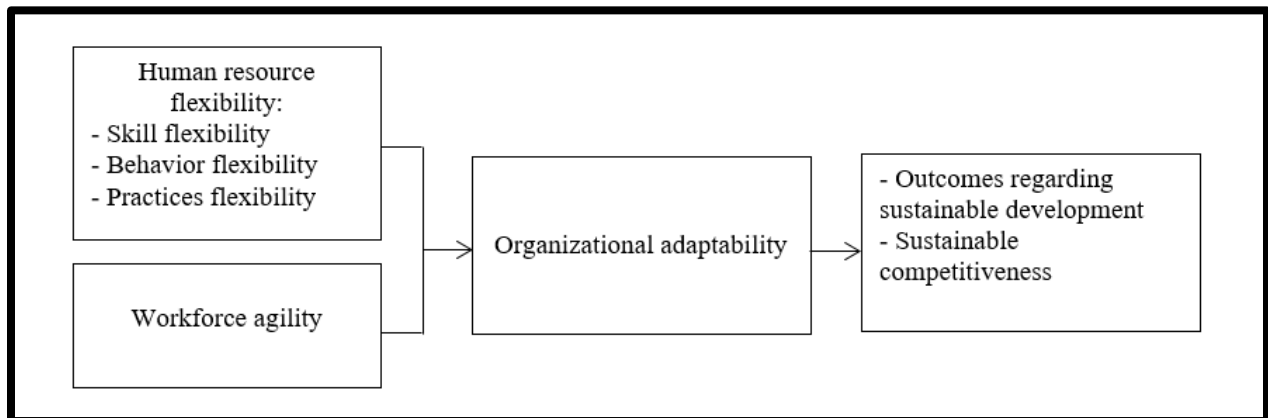 Human resource
flexibility:
- Skill flexibility
- Behavior flexibility
- Practices flexibility
Workforce agility
Organizational adaptability
- Outcomes regarding
sustainable development
- Sustainable
competitiveness